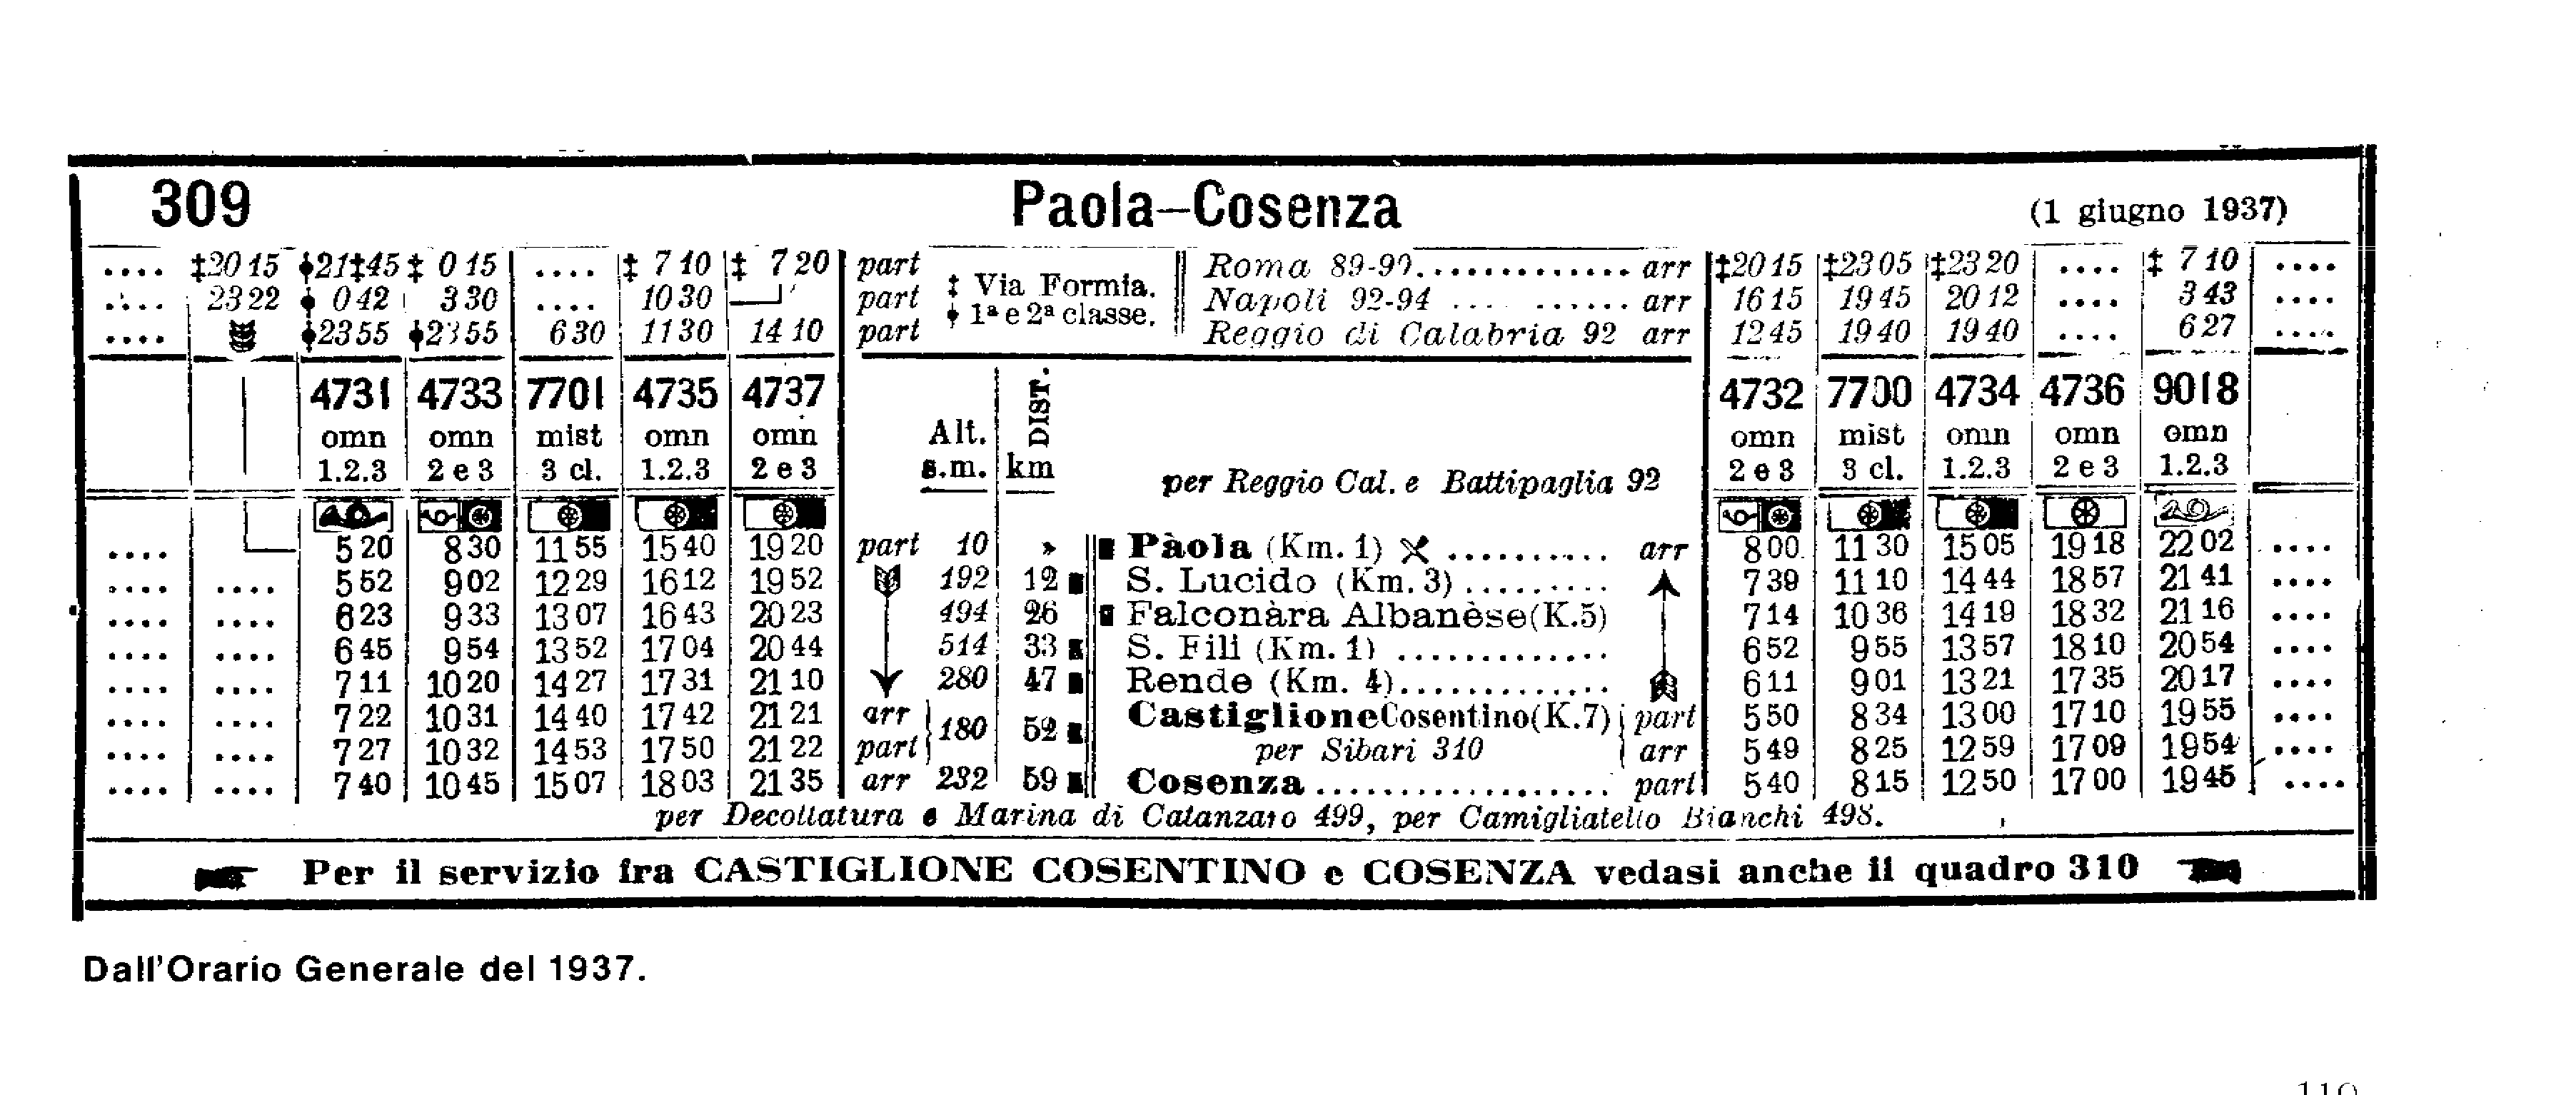 309 Paola–Cosenza (1 giugno 1937)
.... ‡20 15 ⸸21‡45 ‡ 0 15 .... ‡ 7 10 ‡ 7 20 part ‡ Via Formia. Roma 89-90 ............. arr ‡20 15 ‡23 05 ‡23 20 .... ‡ 7 10 ....
.... 23 22 ⸸ 0 42 3 30 .... 10 30 part ⸸ 1ª e 2ª classe. Napoli 92-94 .... ...... arr 16 15 19 45 20 12 .... 3 43 ....
.... ⸸23 55 ⸸23 55 6 30 11 30 14 10 part Reggio di Calabria 92 arr 12 45 19 40 19 40 .... 6 27 ....
4731 4733 7701 4735 4737 DIST. 4732 7700 4734 4736 9018
omn omn mist omn omn Alt. omn mist omn omn omn
1.2.3 2 e 3 3 cl. 1.2.3 2 e 3 s.m. km per Reggio Cal. e Battipaglia 92 2 e 3 3 cl. 1.2.3 2 e 3 1.2.3
.... 5 20 8 30 11 55 15 40 19 20 part 10 » Pàola (Km. 1) ........... arr 8 00 11 30 15 05 19 18 22 02 ....
.... .... 5 52 9 02 12 29 16 12 19 52 192 12 S. Lucido (Km. 3) ......... 7 39 11 10 14 44 18 57 21 41 ....
.... .... 6 23 9 33 13 07 16 43 20 23 494 26 Falconàra Albanèse(K.5) 7 14 10 36 14 19 18 32 21 16 ....
.... .... 6 45 9 54 13 52 17 04 20 44 514 33 S. Fili (Km. 1) ............. 6 52 9 55 13 57 18 10 20 54 ....
.... .... 7 11 10 20 14 27 17 31 21 10 280 47 Rende (Km. 4)............. 6 11 9 01 13 21 17 35 20 17 ....
.... .... 7 22 10 31 14 40 17 42 21 21 arr 180 52 CastiglioneCosentino(K.7) part 5 50 8 34 13 00 17 10 19 55 ....
.... .... 7 27 10 32 14 53 17 50 21 22 part per Sibari 310 arr 5 49 8 25 12 59 17 09 19 54 ....
.... .... 7 40 10 45 15 07 18 03 21 35 arr 232 59 Cosenza .................. part 5 40 8 15 12 50 17 00 19 45 ....
per Decollatura e Marina di Catanzaro 499, per Camigliatello Bianchi 498.
Per il servizio fra CASTIGLIONE COSENTINO e COSENZA vedasi anche il quadro 310
Dall'Orario Generale del 1937.